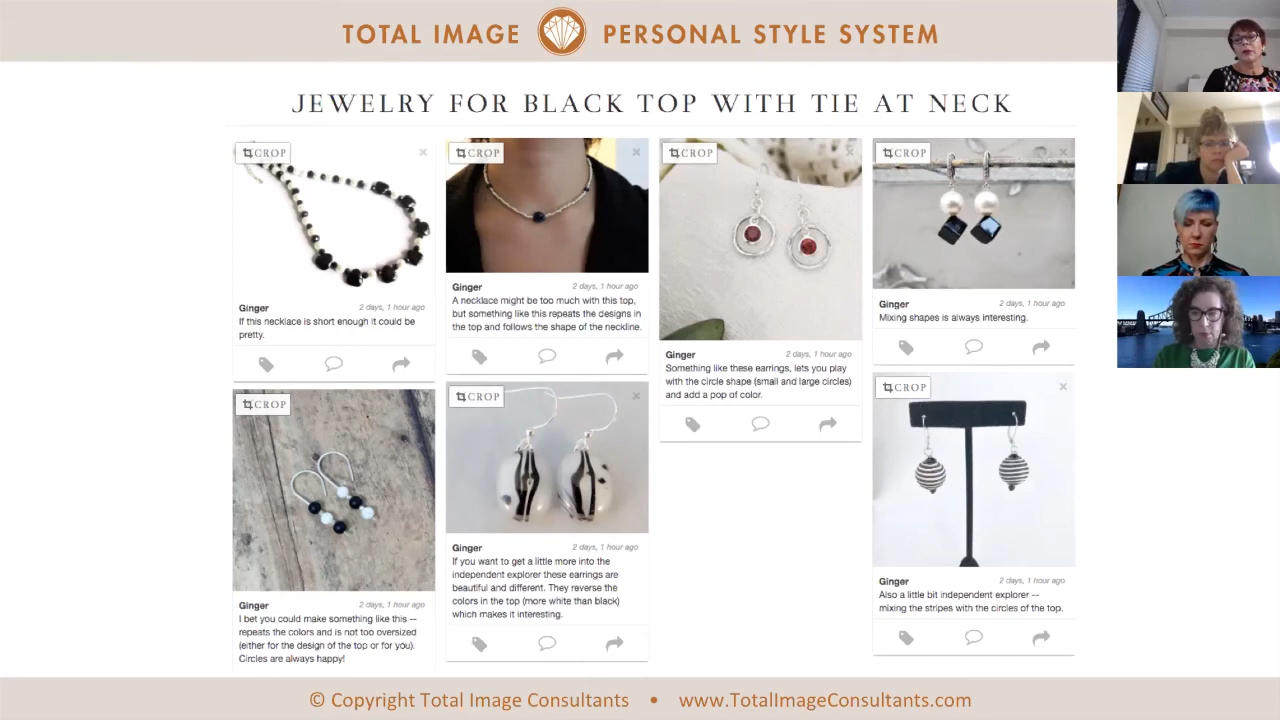 TOTAL IMAGE PERSONAL STYLE SYSTEM
JEWELRY FOR BLACK TOP WITH TIE AT NECK
CROP
Ginger 2 days, 1 hour ago
If this necklace is short enough it could be
pretty.
CROP
Ginger 2 days, 1 hour ago
A necklace might be too much with this top,
but something like this repeats the designs in
the top and follows the shape of the neckline.
CROP
Ginger 2 days, 1 hour ago
Something like these earrings, lets you play
with the circle shape (small and large circles)
and add a pop of color.
CROP
Ginger 2 days, 1 hour ago
Mixing shapes is always interesting.
CROP
Ginger 2 days, 1 hour ago
I bet you could make something like this --
repeats the colors and is not too oversized
(either for the design of the top or for you).
Circles are always happy!
CROP
Ginger 2 days, 1 hour ago
If you want to get a little more into the
independent explorer these earrings are
beautiful and different. They reverse the
colors in the top (more white than black)
which makes it interesting.
CROP
Ginger 2 days, 1 hour ago
Also a little bit independent explorer --
mixing the stripes with the circles of the top.
© Copyright Total Image Consultants • www.TotalImageConsultants.com